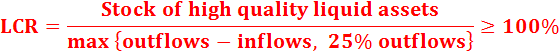 LCR = Stock of high quality liquid assets / max {outflows − inflows, 25% outflows} ≥ 100%